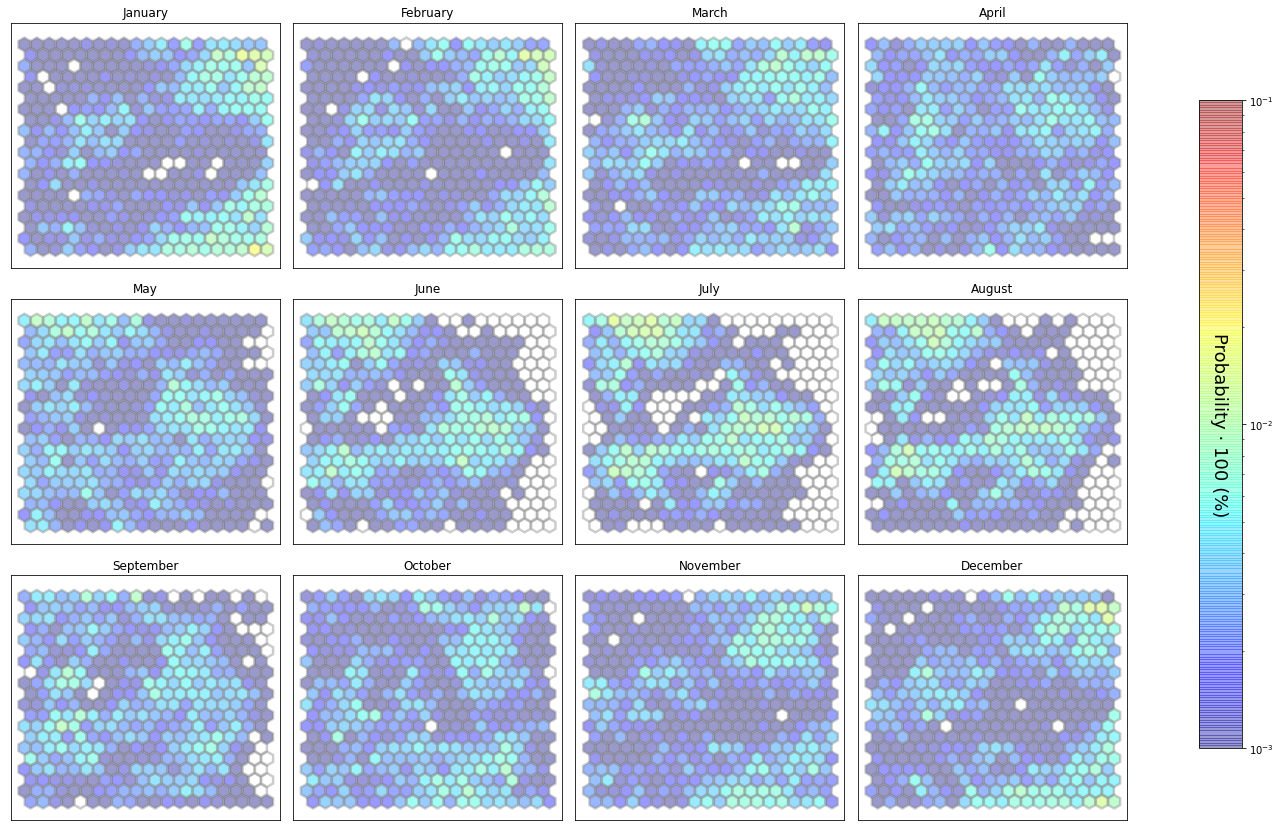 January
February
March
April
May
June
July
August
September
October
November
December
10⁻¹
10⁻²
10⁻³
Probability · 100 (%)